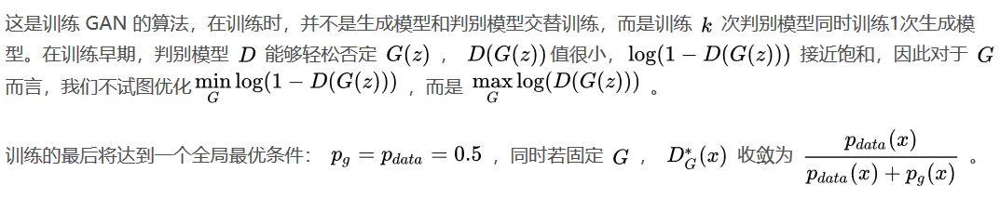 这是训练 GAN 的算法，在训练时，并不是生成模型和判别模型交替训练，而是训练 k 次判别模型同时训练1次生成模
型。在训练早期，判别模型 D 能够轻松否定 G(z) ， D(G(z))值很小，log(1 − D(G(z))) 接近饱和，因此对于 G
而言，我们不试图优化 min_G log(1 − D(G(z))) ，而是 max_G log(D(G(z))) 。
训练的最后将达到一个全局最优条件： p_g = p_{data} = 0.5 ，同时若固定 G ， D^*_G(x) 收敛为 \frac{p_{data}(x)}{p_{data}(x) + p_g(x)} 。